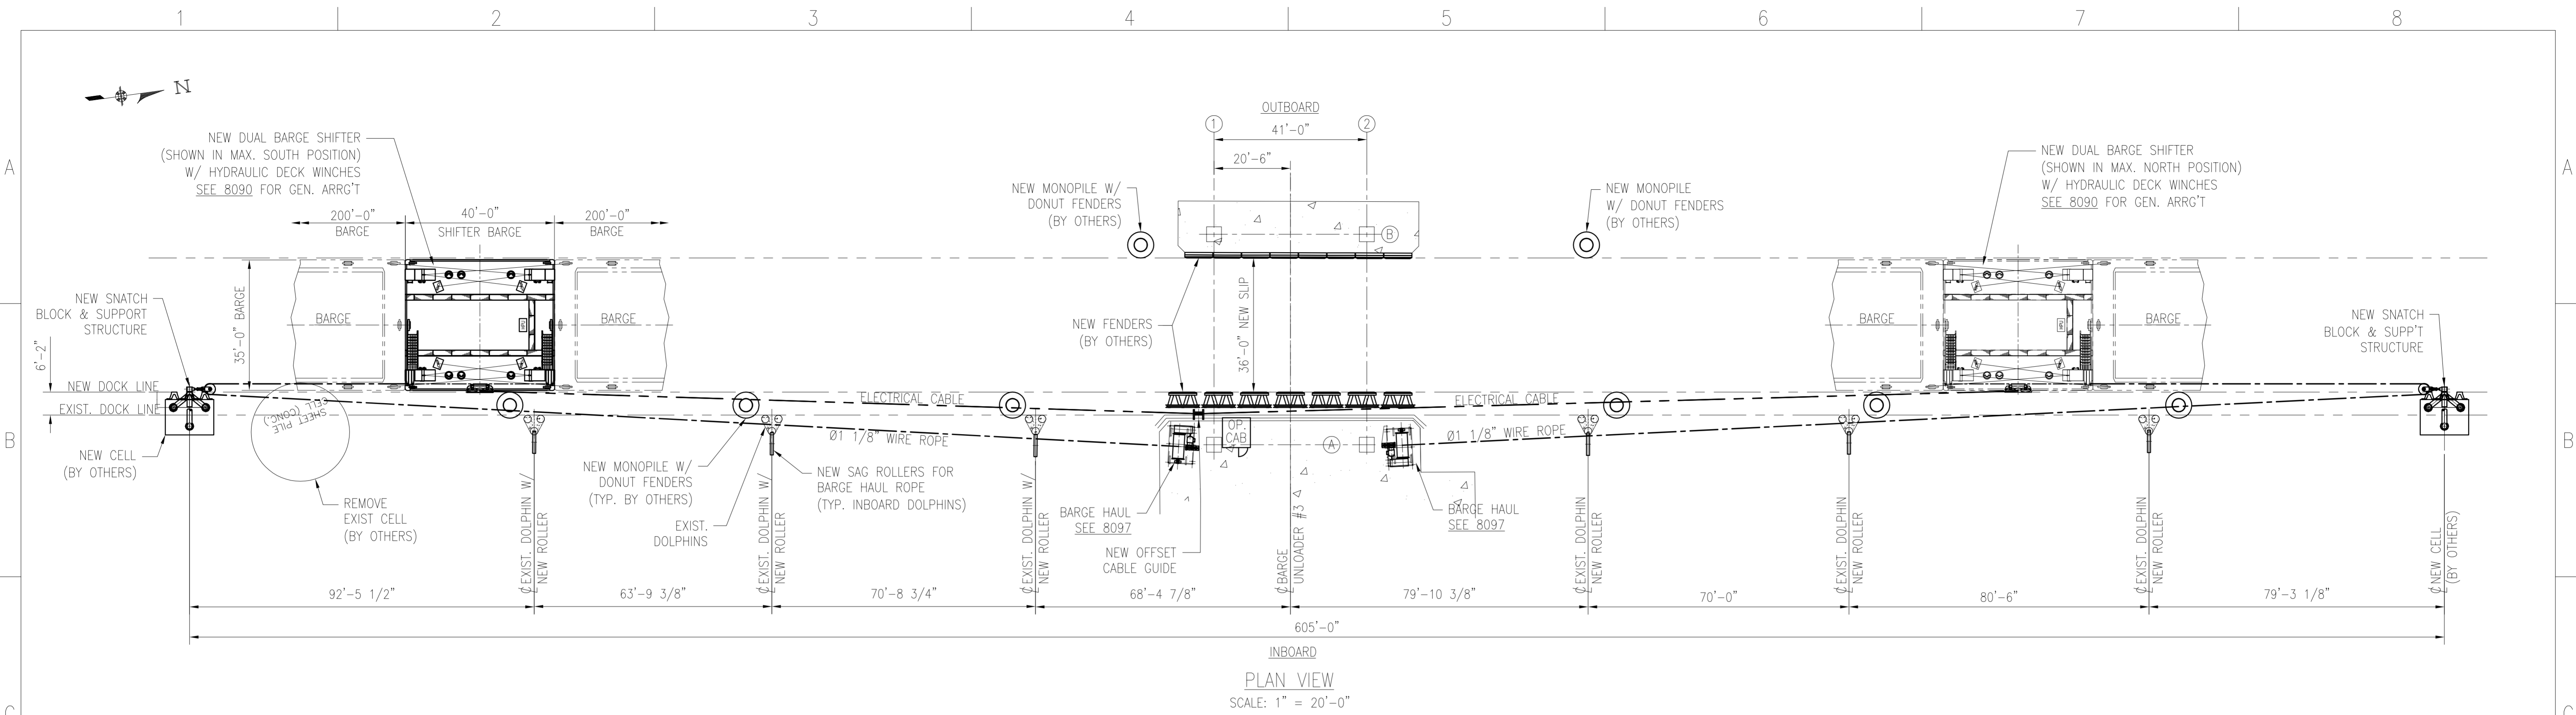 1
2
3
4
5
6
7
8
A
A
B
B
C
C
N
NEW DUAL BARGE SHIFTER
(SHOWN IN MAX. SOUTH POSITION)
W/ HYDRAULIC DECK WINCHES
SEE 8090 FOR GEN. ARRG'T
200'-0"
BARGE
40'-0"
SHIFTER BARGE
200'-0"
BARGE
NEW SNATCH
BLOCK & SUPPORT
STRUCTURE
35'-0" BARGE
BARGE
BARGE
6'-2"
NEW DOCK LINE
EXIST. DOCK LINE
NEW CELL
(BY OTHERS)
SHEET PILE
CELL (CONC.)
REMOVE
EXIST CELL
(BY OTHERS)
OUTBOARD
1
2
41'-0"
20'-6"
NEW MONOPILE W/
DONUT FENDERS
(BY OTHERS)
NEW MONOPILE
W/ DONUT FENDERS
(BY OTHERS)
B
NEW FENDERS
(BY OTHERS)
36'-0" NEW SLIP
ELECTRICAL CABLE
ELECTRICAL CABLE
Ø1 1/8" WIRE ROPE
Ø1 1/8" WIRE ROPE
OP.
CAB
A
NEW MONOPILE W/
DONUT FENDERS
(TYP. BY OTHERS)
EXIST.
DOLPHINS
NEW SAG ROLLERS FOR
BARGE HAUL ROPE
(TYP. INBOARD DOLPHINS)
BARGE HAUL
SEE 8097
NEW OFFSET
CABLE GUIDE
BARGE HAUL
SEE 8097
NEW DUAL BARGE SHIFTER
(SHOWN IN MAX. NORTH POSITION)
W/ HYDRAULIC DECK WINCHES
SEE 8090 FOR GEN. ARRG'T
BARGE
BARGE
NEW SNATCH
BLOCK & SUPP'T
STRUCTURE
℄ EXIST. DOLPHIN W/
NEW ROLLER
℄ EXIST. DOLPHIN W/
NEW ROLLER
℄ EXIST. DOLPHIN W/
NEW ROLLER
℄ BARGE
UNLOADER #3
℄ EXIST. DOLPHIN
NEW ROLLER
℄ EXIST. DOLPHIN
NEW ROLLER
℄ EXIST. DOLPHIN
NEW ROLLER
℄ NEW CELL
(BY OTHERS)
92'-5 1/2"
63'-9 3/8"
70'-8 3/4"
68'-4 7/8"
79'-10 3/8"
70'-0"
80'-6"
79'-3 1/8"
605'-0"
INBOARD
PLAN VIEW
SCALE: 1" = 20'-0"